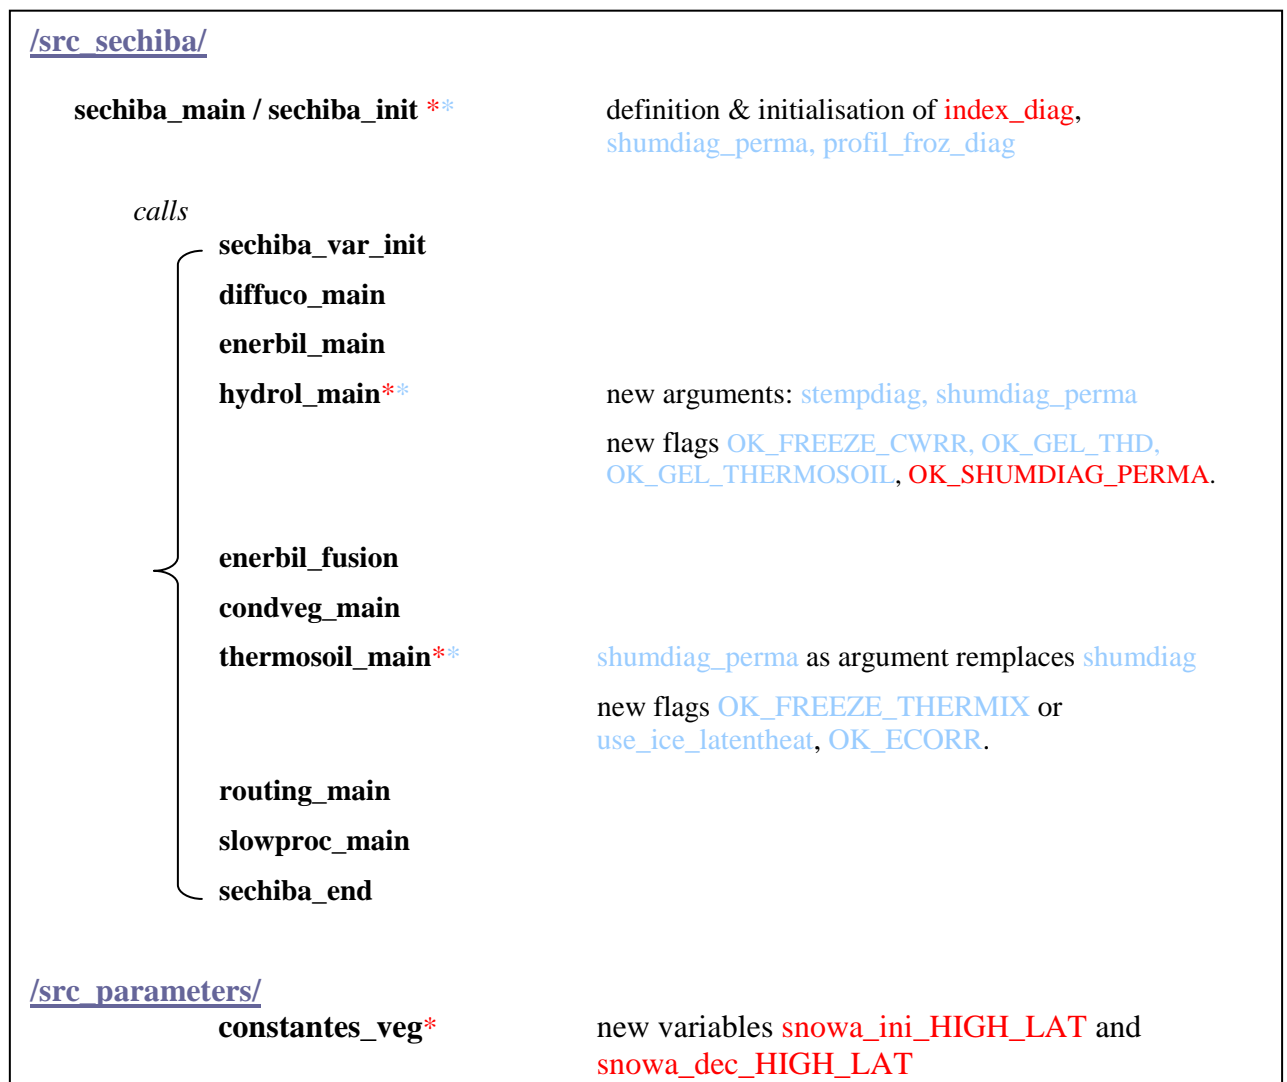 /src_sechiba/
sechiba_main / sechiba_init ** definition & initialisation of index_diag,
shumdiag_perma, profil_froz_diag
calls
sechiba_var_init
diffuco_main
enerbil_main
hydrol_main** new arguments: stempdiag, shumdiag_perma
new flags OK_FREEZE_CWRR, OK_GEL_THD,
OK_GEL_THERMOSOIL, OK_SHUMDIAG_PERMA.
enerbil_fusion
condveg_main
thermosoil_main** shumdiag_perma as argument remplaces shumdiag
new flags OK_FREEZE_THERMIX or
use_ice_latentheat, OK_ECORR.
routing_main
slowproc_main
sechiba_end
/src_parameters/
constantes_veg* new variables snowa_ini_HIGH_LAT and
snowa_dec_HIGH_LAT